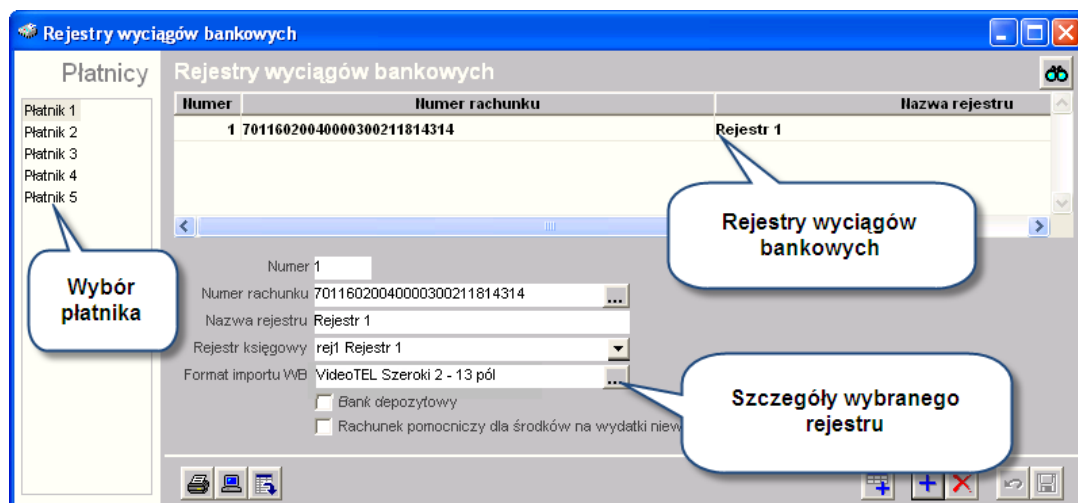 Rejestry wyciągów bankowych
Płatnicy
Rejestry wyciągów bankowych
Płatnik 1
Płatnik 2
Płatnik 3
Płatnik 4
Płatnik 5
Numer Numer rachunku Nazwa rejestru
1 70116020040000300211814314 Rejestr 1
Rejestry wyciągów
bankowych
Wybór
płatnika
Numer 1
Numer rachunku 70116020040000300211814314 ...
Nazwa rejestru Rejestr 1
Rejestr księgowy rej1 Rejestr 1
Format importu WB VideoTEL Szeroki 2 - 13 pól ...
Bank depozytowy
Rachunek pomocniczy dla środków na wydatki niew
Szczegóły wybranego
rejestru